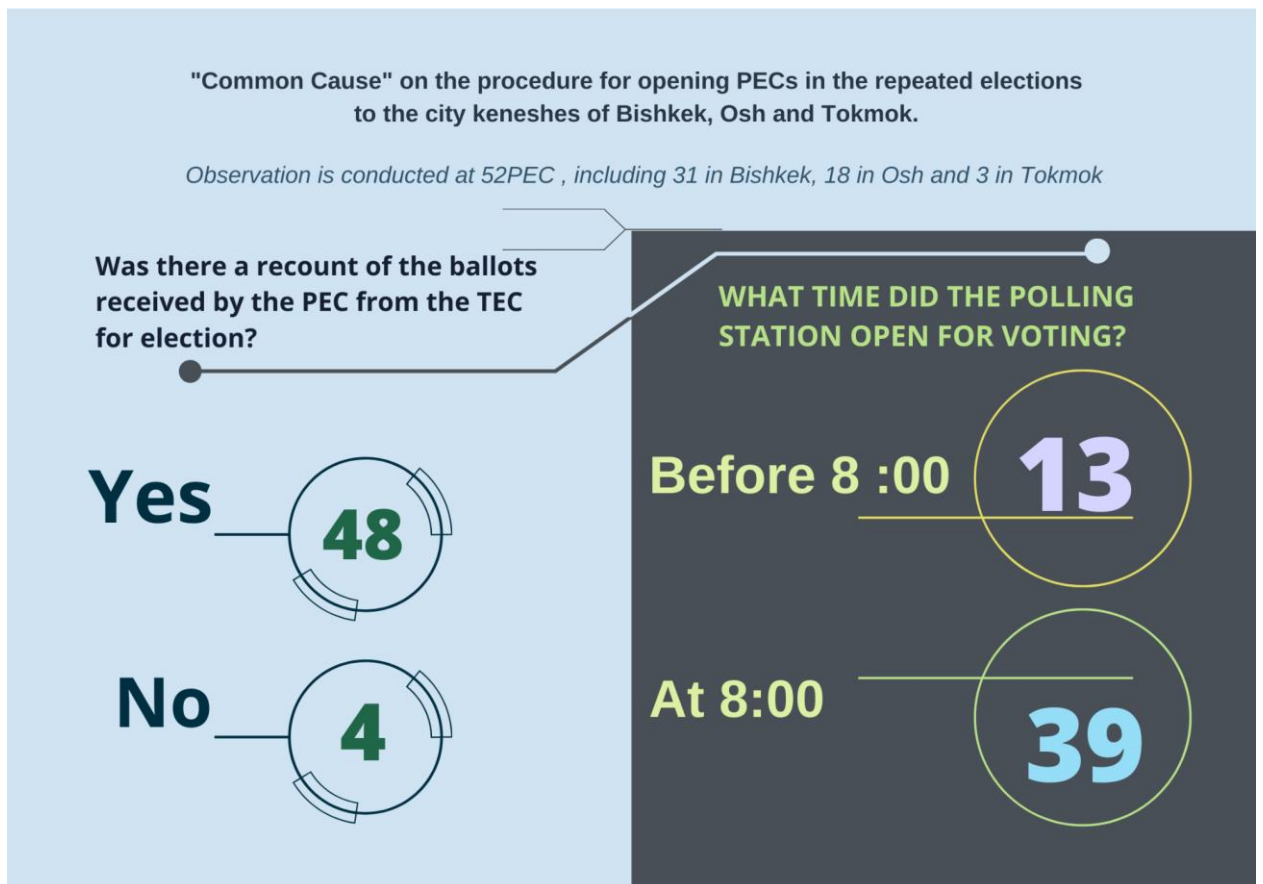 "Common Cause" on the procedure for opening PECs in the repeated elections
to the city keneshes of Bishkek, Osh and Tokmok.
Observation is conducted at 52PEC , including 31 in Bishkek, 18 in Osh and 3 in Tokmok
Was there a recount of the ballots
received by the PEC from the TEC
for election?
Yes
48
No
4
WHAT TIME DID THE POLLING
STATION OPEN FOR VOTING?
Before 8 :00
13
At 8:00
39